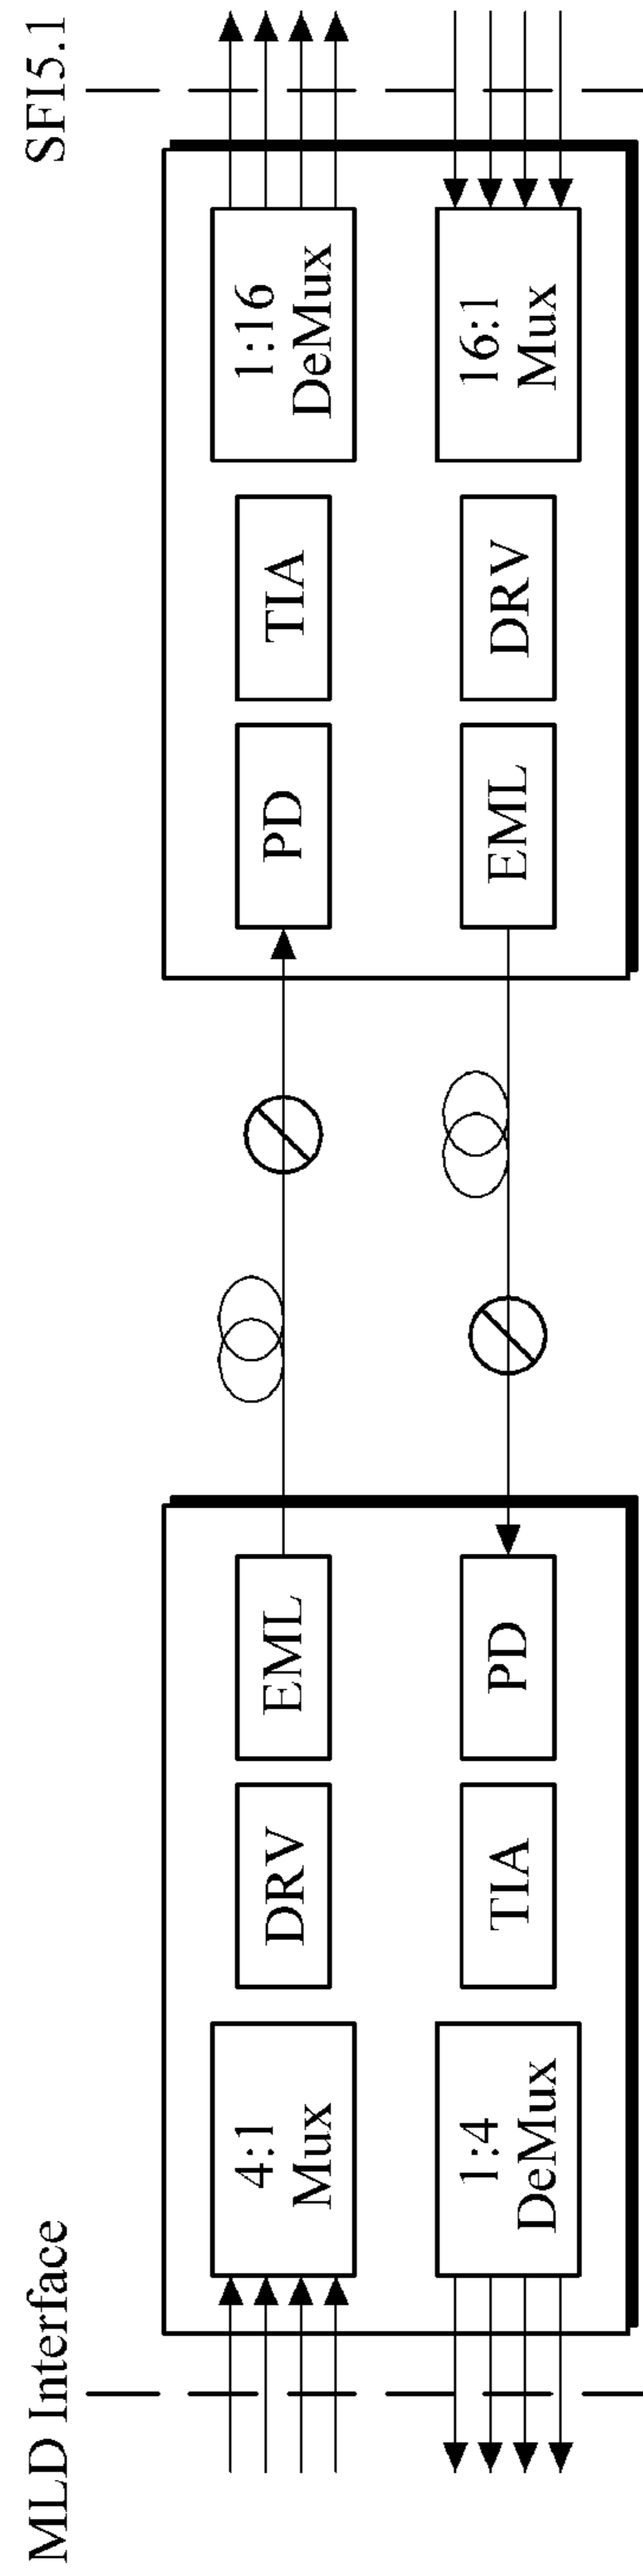 MLD Interface
SFI5.1
4:1
Mux
DRV
EML
PD
TIA
1:16
DeMux
1:4
DeMux
TIA
PD
EML
DRV
16:1
Mux